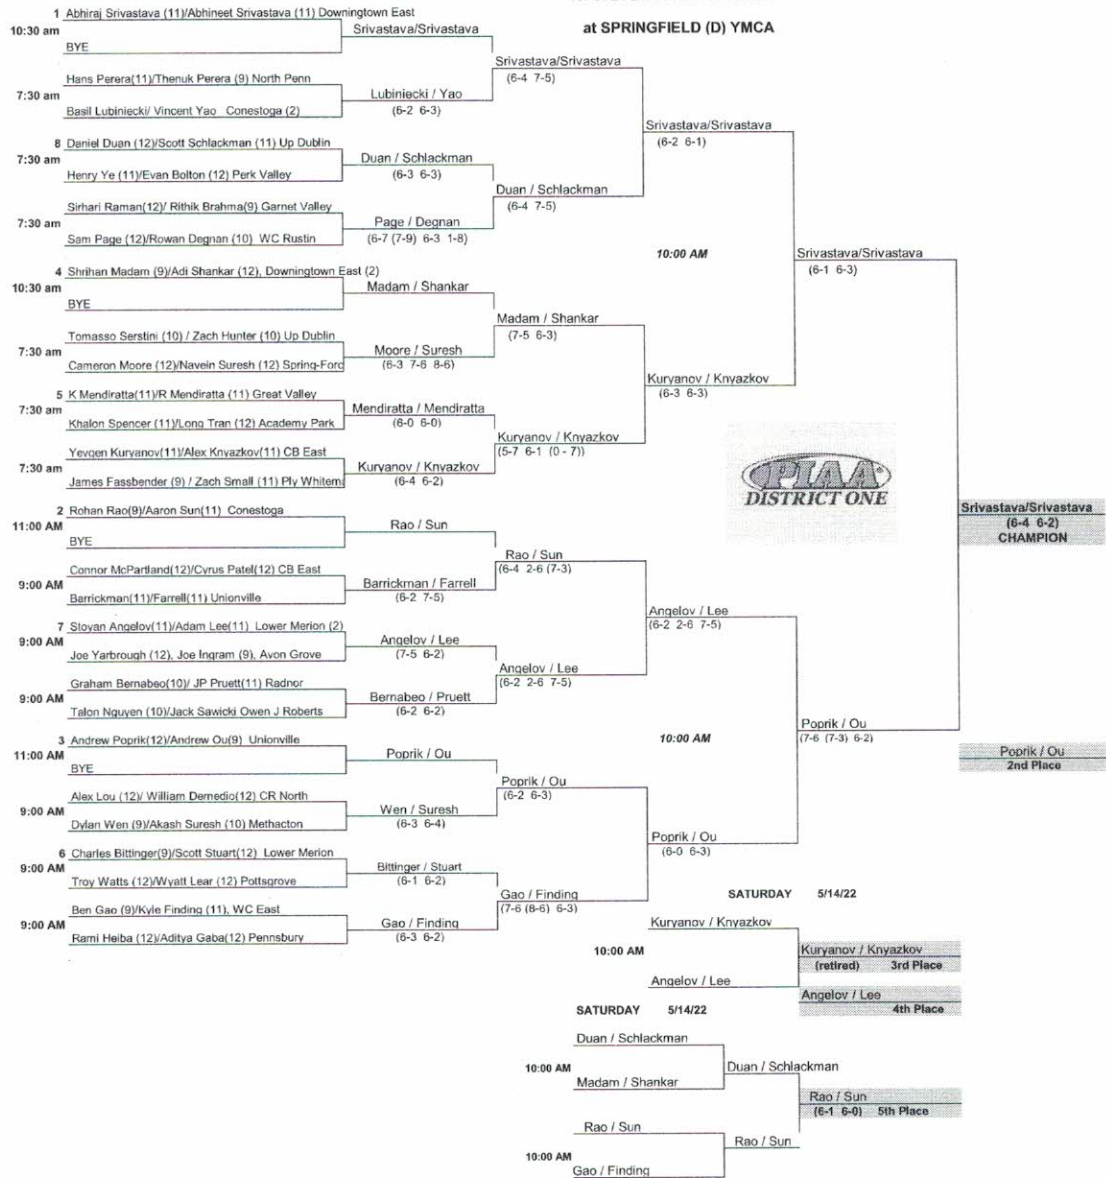 at SPRINGFIELD (D) YMCA
1 Abhiraj Srivastava (11)/Abhineet Srivastava (11) Downingtown East
10:30 am
Srivastava/Srivastava
BYE
Srivastava/Srivastava
(6-4 7-5)
Hans Perera(11)/Thenuk Perera (9) North Penn
7:30 am
Lubiniecki / Yao
(6-2 6-3)
Basil Lubiniecki/ Vincent Yao Conestoga (2)
Srivastava/Srivastava
(6-2 6-1)
8 Daniel Duan (12)/Scott Schlackman (11) Up Dublin
7:30 am
Duan / Schlackman
(6-3 6-3)
Henry Ye (11)/Evan Bolton (12) Perk Valley
Duan / Schlackman
(6-4 7-5)
Sirhari Raman(12)/ Rithik Brahma(9) Garnet Valley
7:30 am
Page / Degnan
(6-7 (7-9) 6-3 1-8)
Sam Page (12)/Rowan Degnan (10) WC Rustin
10:00 AM
Srivastava/Srivastava
(6-1 6-3)
4 Shrihan Madam (9)/Adi Shankar (12), Downingtown East (2)
10:30 am
Madam / Shankar
BYE
Madam / Shankar
(7-5 6-3)
Tomasso Serstini (10) / Zach Hunter (10) Up Dublin
7:30 am
Moore / Suresh
(6-3 7-6 8-6)
Cameron Moore (12)/Navein Suresh (12) Spring-Ford
Kuryanov / Knyazkov
(6-3 6-3)
5 K Mendiratta(11)/R Mendiratta (11) Great Valley
7:30 am
Mendiratta / Mendiratta
(6-0 6-0)
Khalon Spencer (11)/Long Tran (12) Academy Park
Kuryanov / Knyazkov
(5-7 6-1 (0 - 7))
Yevgen Kuryanov(11)/Alex Knyazkov(11) CB East
7:30 am
Kuryanov / Knyazkov
(6-4 6-2)
James Fassbender (9) / Zach Small (11) Ply Whitem
PIAA
DISTRICT ONE
Srivastava/Srivastava
(6-4 6-2)
CHAMPION
2 Rohan Rao(9)/Aaron Sun(11) Conestoga
11:00 AM
Rao / Sun
BYE
Rao / Sun
(6-4 2-6 (7-3)
Connor McPartland(12)/Cyrus Patel(12) CB East
9:00 AM
Barrickman / Farrell
(6-2 7-5)
Barrickman(11)/Farrell(11) Unionville
Angelov / Lee
(6-2 2-6 7-5)
7 Stoyan Angelov(11)/Adam Lee(11) Lower Merion (2)
9:00 AM
Angelov / Lee
(7-5 6-2)
Joe Yarbrough (12), Joe Ingram (9), Avon Grove
Angelov / Lee
(6-2 2-6 7-5)
Graham Bernabeo(10)/ JP Pruett(11) Radnor
9:00 AM
Bernabeo / Pruett
(6-2 6-2)
Talon Nguyen (10)/Jack Sawicki Owen J Roberts
10:00 AM
Poprik / Ou
(7-6 (7-3) 6-2)
Poprik / Ou
2nd Place
3 Andrew Poprik(12)/Andrew Ou(9) Unionville
11:00 AM
Poprik / Ou
BYE
Poprik / Ou
(6-2 6-3)
Alex Lou (12)/ William Demedio(12) CR North
9:00 AM
Wen / Suresh
(6-3 6-4)
Dylan Wen (9)/Akash Suresh (10) Methacton
Poprik / Ou
(6-0 6-3)
6 Charles Bittinger(9)/Scott Stuart(12) Lower Merion
9:00 AM
Bittinger / Stuart
(6-1 6-2)
Troy Watts (12)/Wyatt Lear (12) Pottsgrove
Gao / Finding
(7-6 (8-6) 6-3)
Ben Gao (9)/Kyle Finding (11), WC East
9:00 AM
Gao / Finding
(6-3 6-2)
Rami Heiba (12)/Aditya Gaba(12) Pennsbury
SATURDAY 5/14/22
Kuryanov / Knyazkov
10:00 AM
Kuryanov / Knyazkov
(retired) 3rd Place
Angelov / Lee
Angelov / Lee
4th Place
SATURDAY 5/14/22
Duan / Schlackman
10:00 AM
Duan / Schlackman
Madam / Shankar
Rao / Sun
(6-1 6-0) 5th Place
Rao / Sun
Rao / Sun
10:00 AM
Gao / Finding